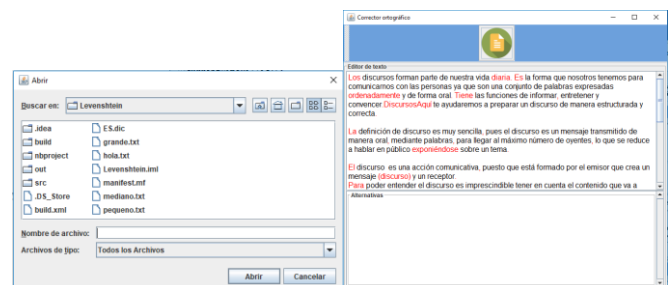 Abrir
Buscar en: Levenshtein
.idea
build
nbproject
out
src
.DS_Store
build.xml
ES.dic
grande.txt
hola.txt
Levenshtein.iml
manifest.mf
mediano.txt
pequeno.txt
Nombre de archivo:
Archivos de tipo: Todos los Archivos
Abrir Cancelar
Corrector ortográfico
Editor de texto
Los discursos forman parte de nuestra vida diaria. Es la forma que nosotros tenemos para
comunicarnos con las personas ya que son una conjunto de palabras expresadas
ordenadamente y de forma oral. Tiene las funciones de informar, entretener y
convencer.DiscursosAquí te ayudaremos a preparar un discurso de manera estructurada y
correcta.
La definición de discurso es muy sencilla, pues el discurso es un mensaje transmitido de
manera oral, mediante palabras, para llegar al máximo número de oyentes, lo que se reduce
a hablar en público exponiéndose sobre un tema.
El discurso es una acción comunicativa, puesto que está formado por el emisor que crea un
mensaje (discurso) y un receptor.
Para poder entender el discurso es imprescindible tener en cuenta el contenido que va a
Alternativas